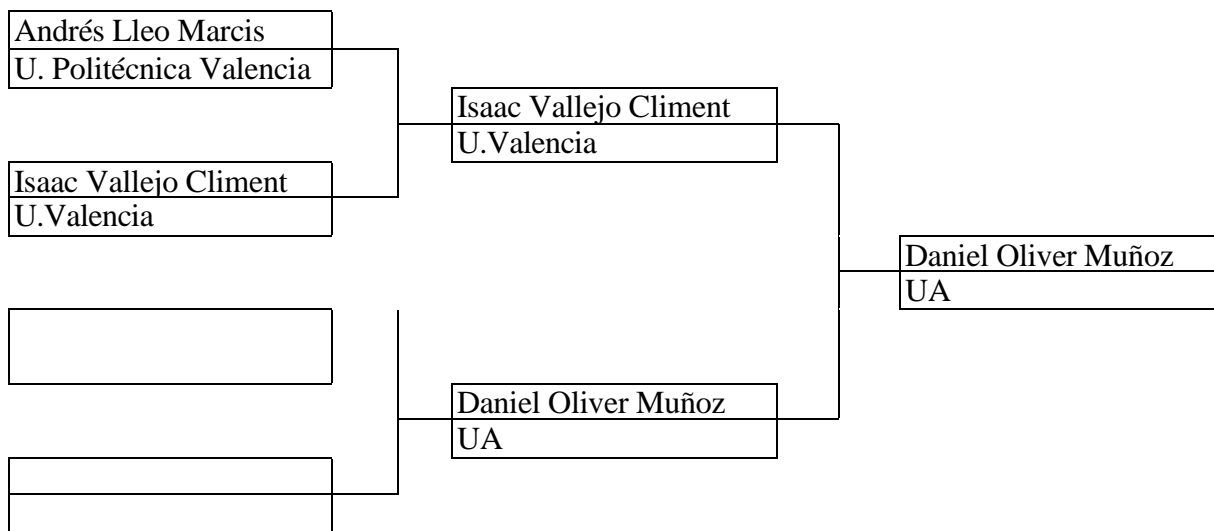 Andrés Lleo Marcis
U. Politécnica Valencia
Isaac Vallejo Climent
U.Valencia
Isaac Vallejo Climent
U.Valencia
Daniel Oliver Muñoz
UA
Daniel Oliver Muñoz
UA